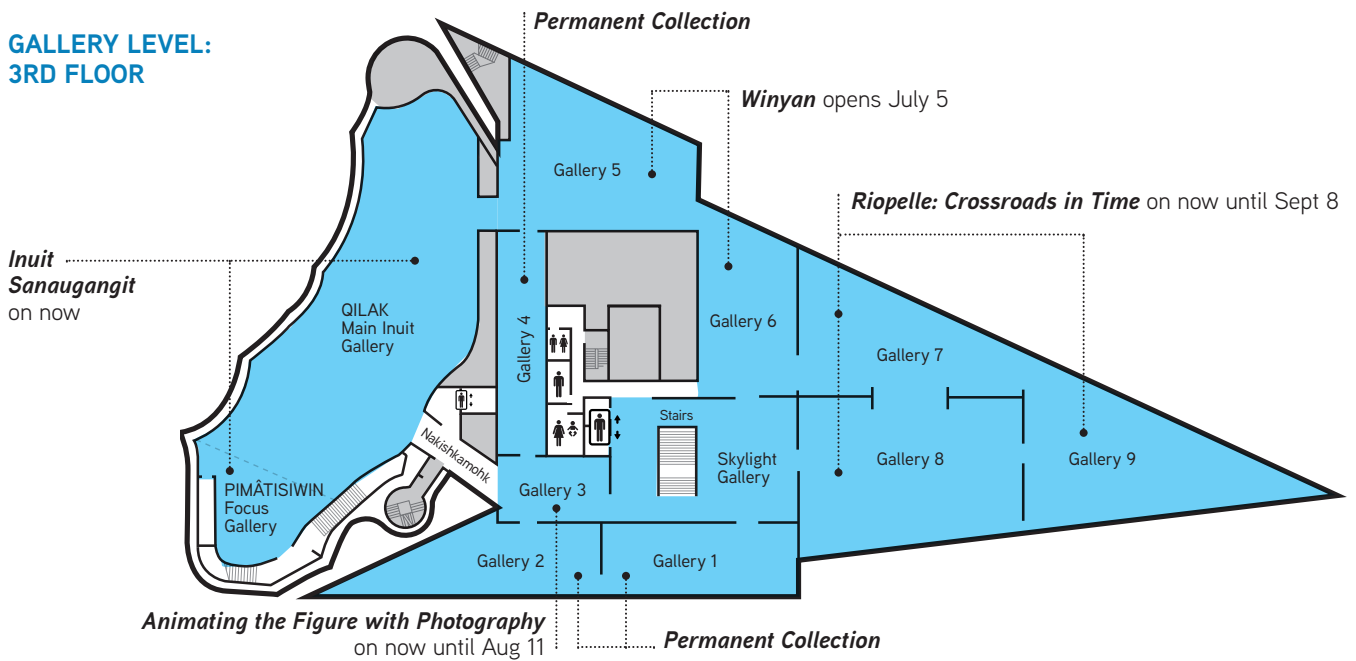 GALLERY LEVEL:
3RD FLOOR
Permanent Collection
Winyan opens July 5
Gallery 5
Riopelle: Crossroads in Time on now until Sept 8
Inuit
Sanaugangit
on now
QILAK
Main Inuit
Gallery
Gallery 4
Gallery 6
Gallery 7
Stairs
Nakishkamohk
Skylight
Gallery
Gallery 8
Gallery 9
PIMÂTISIWIN
Focus
Gallery
Gallery 3
Gallery 2
Gallery 1
Animating the Figure with Photography
on now until Aug 11
Permanent Collection